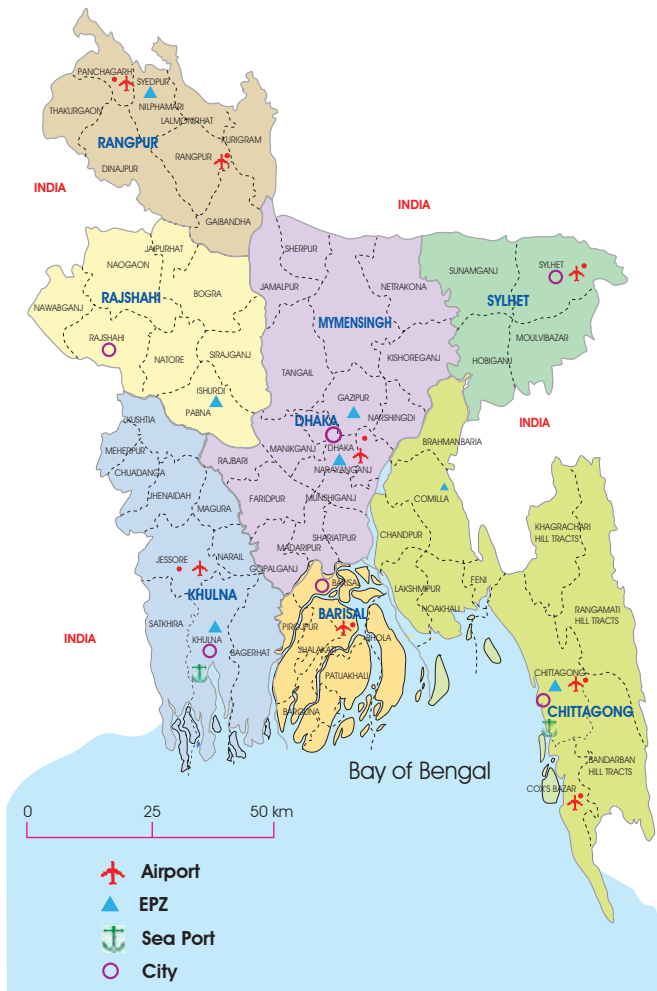 PANCHAGARH
SYEDPUR
NILPHAMARI
THAKURGAON
LALMONIRHAT
KURIGRAM
RANGPUR
RANGPUR
DINAJPUR
INDIA
INDIA
GAIBANDHA
SHERPUR
JAIPURHAT
NAOGAON
SUNAMGANJ
SYLHET
JAMALPUR
NETRAKONA
BOGRA
RAJSHAHI
SYLHET
NAWABGANJ
MYMENSINGH
RAJSHAHI
MOULVIBAZAR
NATORE
SIRAJGANJ
KISHOREGANJ
HOBIGANJ
TANGAIL
ISHURDI
GAZIPUR
PABNA
KUSHTIA
DHAKA
NARSHINGDI
INDIA
MEHERPUR
MANIKGANJ
DHAKA
BRAHMANBARIA
RAJBARI
CHUADANGA
NARAYANGANJ
JHENAIDAH
FARIDPUR
MUNSHIGANJ
COMILLA
MAGURA
KHAGRACHARI
HILL TRACTS
SHARIATPUR
CHANDPUR
MADARIPUR
JESSORE
NARAIL
GOPALGANJ
FENI
BARISAL
LAKSHMIPUR
KHULNA
NOAKHALI
RANGAMATI
HILL TRACTS
BARISAL
SATKHIRA
PIROJPUR
INDIA
KHULNA
BHOLA
BAGERHAT
JHALAKATI
PATUAKHALI
CHITTAGONG
BARGUNA
CHITTAGONG
BANDARBAN
HILL TRACTS
Bay of Bengal
COX'S BAZAR
0 25 50 km
Airport
EPZ
Sea Port
City